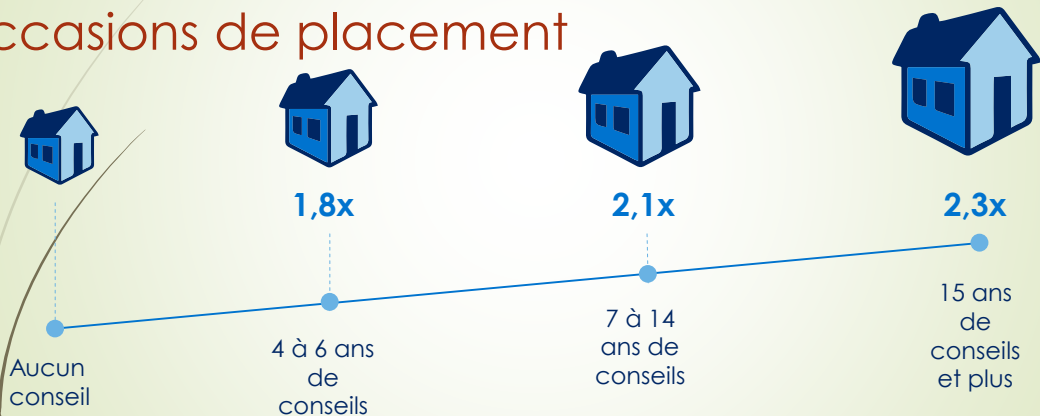 ccasions de placement
1,8x
2,1x
2,3x
Aucun
conseil
4 à 6 ans
de
conseils
7 à 14
ans de
conseils
15 ans
de
conseils
et plus